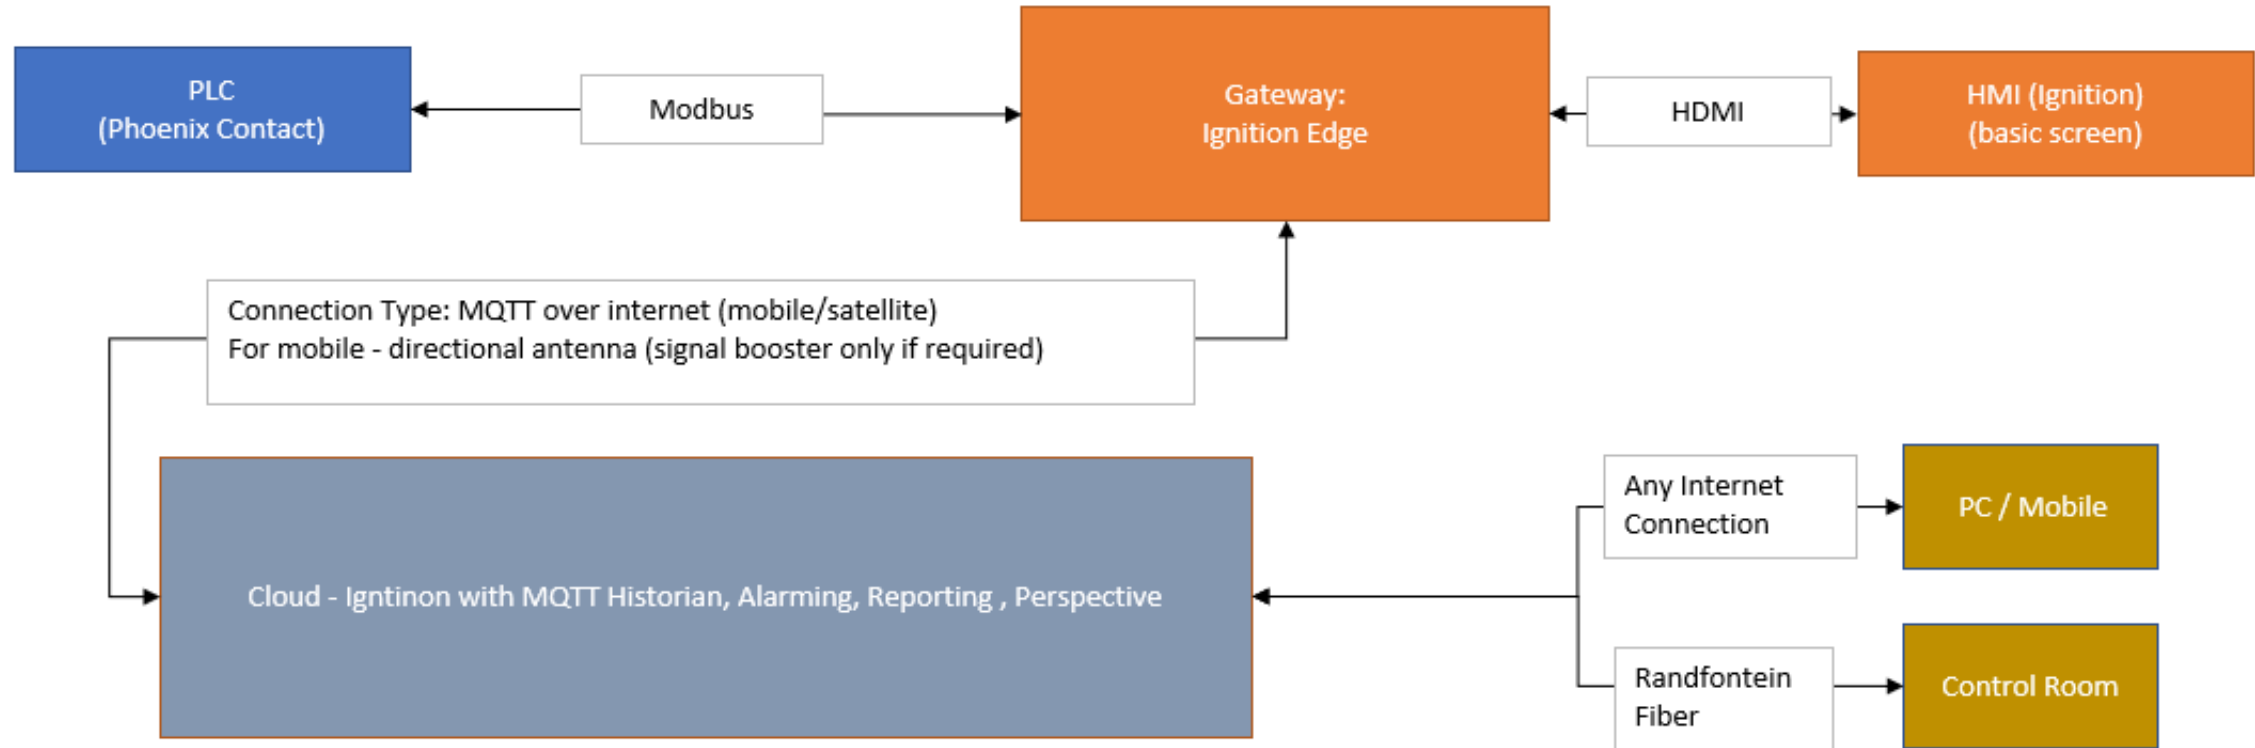 PLC
(Phoenix Contact)
Modbus
Gateway:
Ignition Edge
HDMI
HMI (Ignition)
(basic screen)
Connection Type: MQTT over internet (mobile/satellite)
For mobile - directional antenna (signal booster only if required)
Cloud - Igntinon with MQTT Historian, Alarming, Reporting , Perspective
Any Internet
Connection
PC / Mobile
Randfontein
Fiber
Control Room